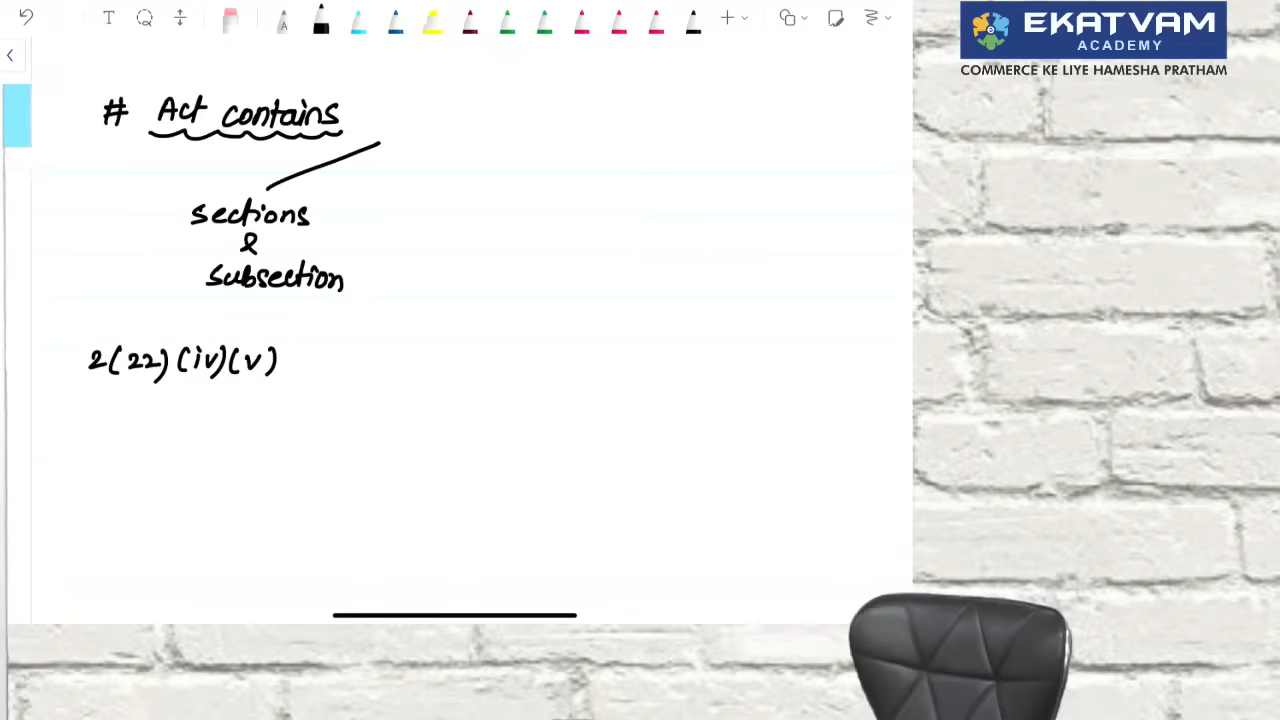 EKATVAM
ACADEMY
COMMERCE KE LIYE HAMESHA PRATHAM
# Act contains
sections
&
subsection
2(22)(iv)(v)